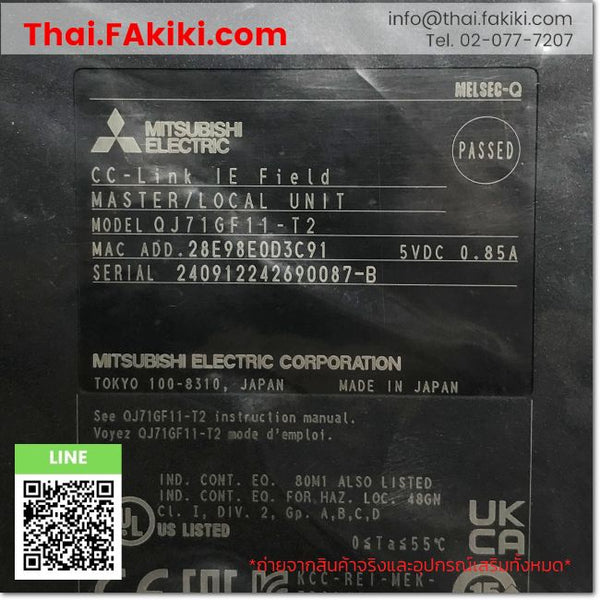 Thai.FAkiki.com
info@thai.fakiki.com
Tel. 02-077-7207
MELSEC-Q
MITSUBISHI
ELECTRIC
PASSED
CC-Link IE Field
MASTER/LOCAL UNIT
MODEL QJ71GF11-T2
MAC ADD. 28E98E0D3C91 5VDC 0.85A
SERIAL 240912242690087-B
MITSUBISHI ELECTRIC CORPORATION
TOKYO 100-8310, JAPAN MADE IN JAPAN
See QJ71GF11-T2 instruction manual.
Voyez QJ71GF11-T2 mode d'emploi.
LINE
IND. CONT. EQ. 80M1 ALSO LISTED
IND. CONT. EQ. FOR HAZ. LOC. 48GN
Cl. I, DIV. 2, Gp. A,B,C,D
UL
US LISTED
0≤Ta≤55℃
UK
CA
*ถ่ายจากสินค้าจริงและอุปกรณ์เสริมทั้งหมด*
KCC-REI-MEK-